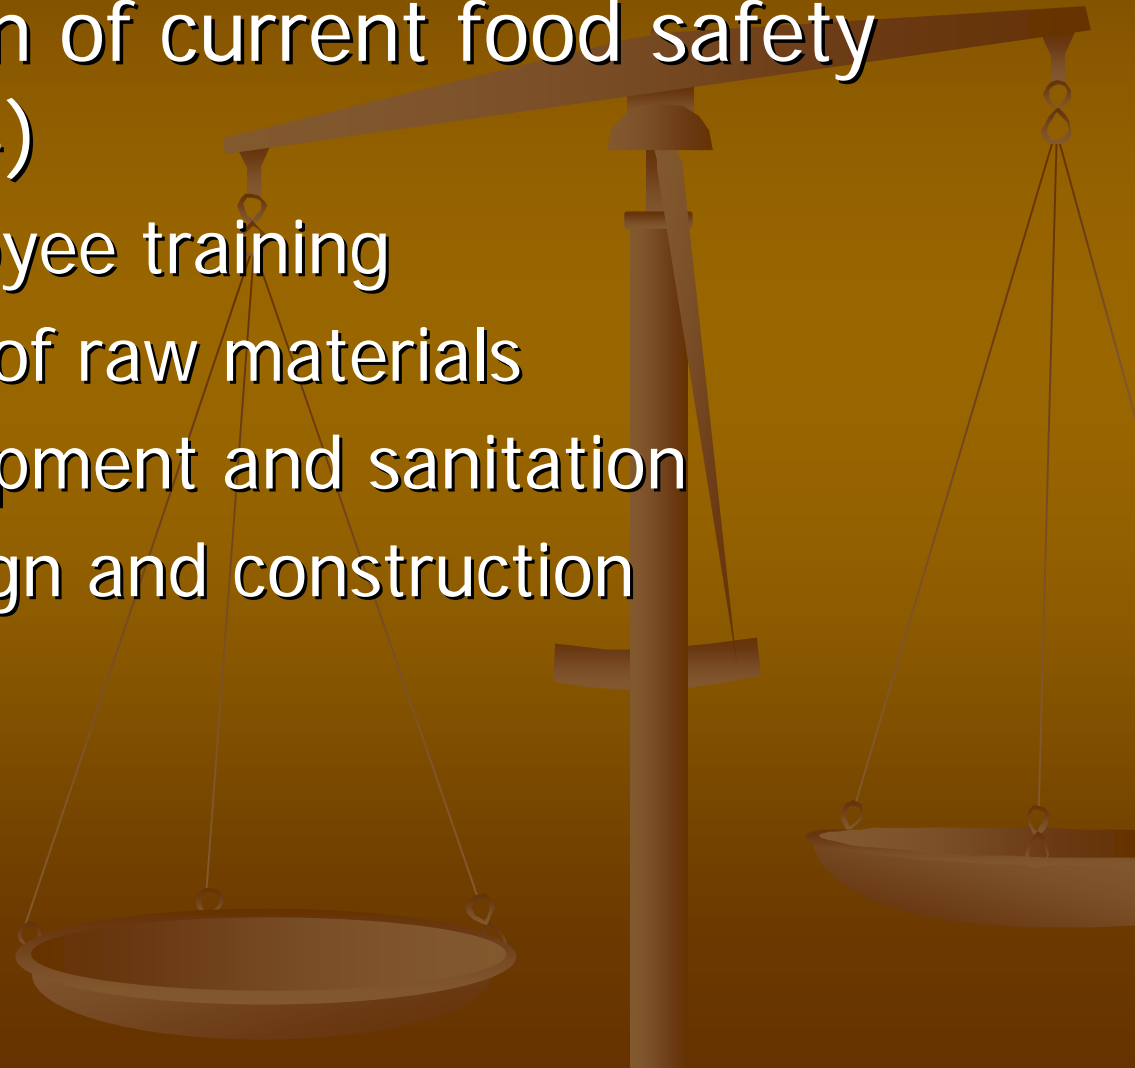 n of current food safety
)
yee training
of raw materials
pment and sanitation
gn and construction